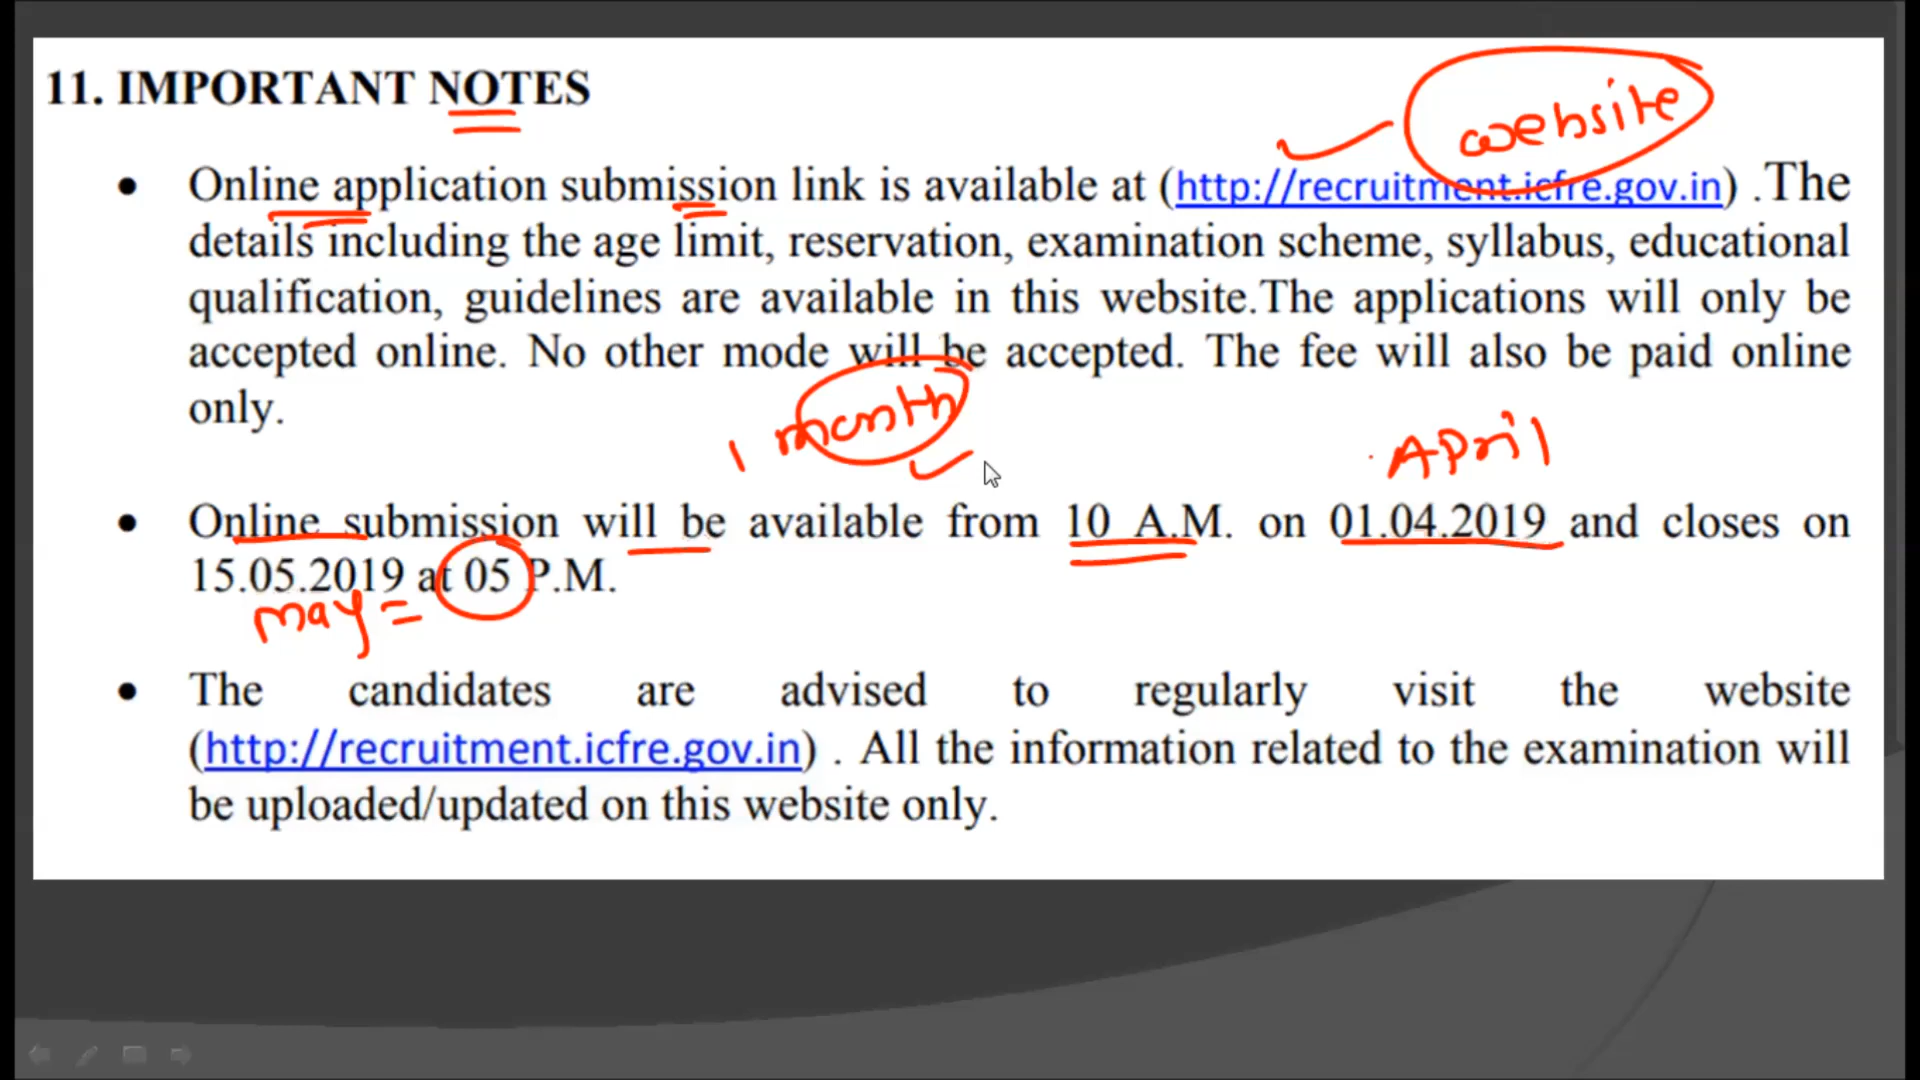 11. IMPORTANT NOTES
website
Online application submission link is available at (http://recruitment.icfre.gov.in) .The
details including the age limit, reservation, examination scheme, syllabus, educational
qualification, guidelines are available in this website.The applications will only be
accepted online. No other mode will be accepted. The fee will also be paid online
only.
1 month
April
Online submission will be available from 10 A.M. on 01.04.2019 and closes on
15.05.2019 at 05 P.M.
may
The candidates are advised to regularly visit the website
(http://recruitment.icfre.gov.in) . All the information related to the examination will
be uploaded/updated on this website only.